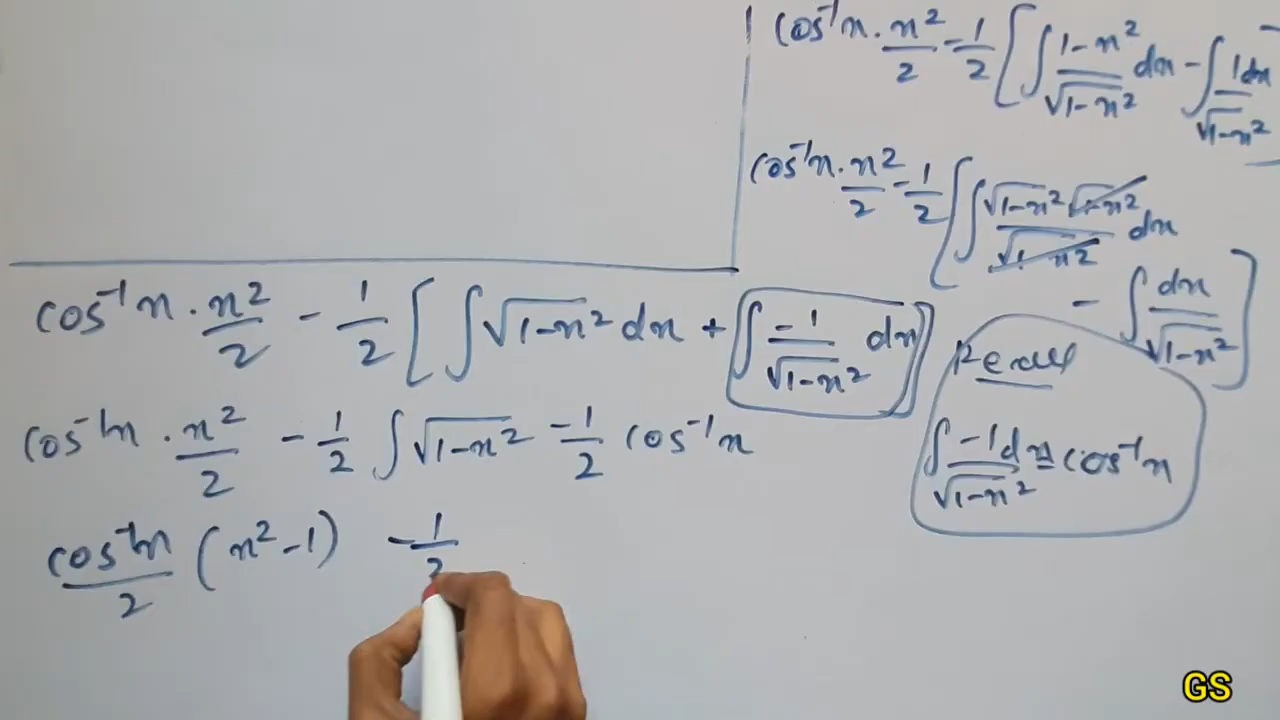 cos⁻¹x · x²/2 - 1/2 [ ∫ 1-x²/√1-x² dx - ∫ 1dx/√1-x² ]
cos⁻¹x · x²/2 - 1/2 [ ∫ √1-x² √1-x²/√1-x² dx
- ∫ dx/√1-x² ]
cos⁻¹x · x²/2 - 1/2 [ ∫ √1-x² dx + ∫ -1/√1-x² dx ]
Recall
∫ -1dx/√1-x² = cos⁻¹x
cos⁻¹x · x²/2 - 1/2 ∫ √1-x² - 1/2 cos⁻¹x
cos⁻¹x/2 (x²-1) - 1/2
GS